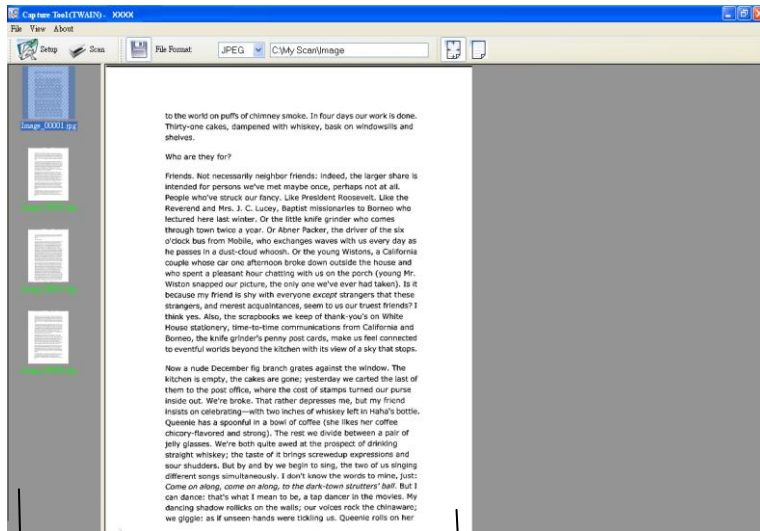 Capture Tool(TWAIN) - XXXX
File View About
Setup Scan File Format: JPEG C:\My Scan\Image
Image_00001.jpg
to the world on puffs of chimney smoke. In four days our work is done.
Thirty-one cakes, dampened with whiskey, bask on windowsills and
shelves.
Who are they for?
Friends. Not necessarily neighbor friends: indeed, the larger share is
intended for persons we've met maybe once, perhaps not at all.
People who've struck our fancy. Like President Roosevelt. Like the
Reverend and Mrs. J. C. Lucey, Baptist missionaries to Borneo who
lectured here last winter. Or the little knife grinder who comes
through town twice a year. Or Abner Packer, the driver of the six
o'clock bus from Mobile, who exchanges waves with us every day as
he passes in a dust-cloud whoosh. Or the young Wistons, a California
couple whose car one afternoon broke down outside the house and
who spent a pleasant hour chatting with us on the porch (young Mr.
Wiston snapped our picture, the only one we've ever had taken). Is it
because my friend is shy with everyone except strangers that these
strangers, and merest acquaintances, seem to us our truest friends? I
think yes. Also, the scrapbooks we keep of thank-you's on White
House stationery, time-to-time communications from California and
Borneo, the knife grinder's penny post cards, make us feel connected
to eventful worlds beyond the kitchen with its view of a sky that stops.
Now a nude December fig branch grates against the window. The
kitchen is empty, the cakes are gone; yesterday we carted the last of
them to the post office, where the cost of stamps turned our purse
inside out. We're broke. That rather depresses me, but my friend
insists on celebrating—with two inches of whiskey left in Haha's bottle.
Queenie has a spoonful in a bowl of coffee (she likes her coffee
chicory-flavored and strong). The rest we divide between a pair of
jelly glasses. We're both quite awed at the prospect of drinking
straight whiskey; the taste of it brings screwedup expressions and
sour shudders. But by and by we begin to sing, the two of us singing
different songs simultaneously. I don't know the words to mine, just:
Come on along, come on along, to the dark-town strutters' ball. But I
can dance: that's what I mean to be, a tap dancer in the movies. My
dancing shadow rollicks on the walls; our voices rock the chinaware;
we giggle: as if unseen hands were tickling us. Queenie rolls on her